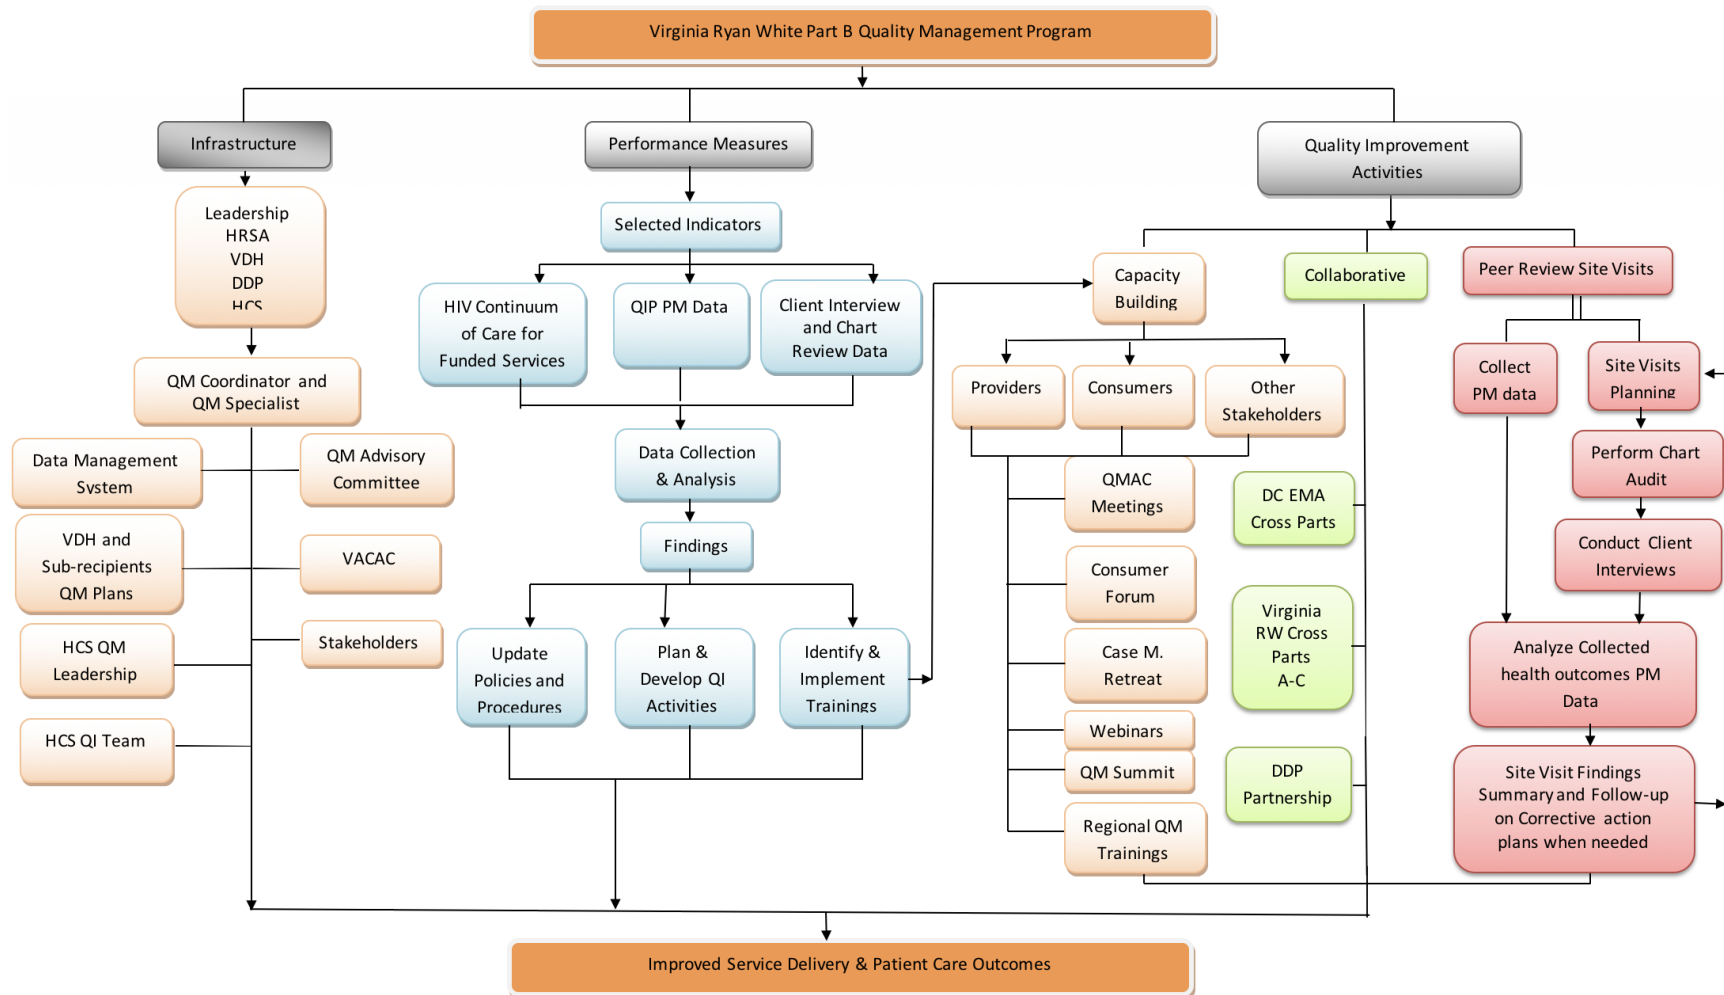 Virginia Ryan White Part B Quality Management Program
Infrastructure
Leadership
HRSA
VDH
DDP
HCS
QM Coordinator and
QM Specialist
Data Management
System
QM Advisory
Committee
VDH and
Sub-recipients
QM Plans
VACAC
HCS QM
Leadership
Stakeholders
HCS QI Team
Performance Measures
Selected Indicators
HIV Continuum
of Care for
Funded Services
QIP PM Data
Client Interview
and Chart
Review Data
Data Collection
& Analysis
Findings
Update
Policies and
Procedures
Plan &
Develop QI
Activities
Identify &
Implement
Trainings
Quality Improvement
Activities
Capacity
Building
Providers
Consumers
Other
Stakeholders
QMAC
Meetings
Consumer
Forum
Case M.
Retreat
Webinars
QM Summit
Regional QM
Trainings
Collaborative
DC EMA
Cross Parts
Virginia
RW Cross
Parts
A-C
DDP
Partnership
Peer Review Site Visits
Collect
PM data
Site Visits
Planning
Perform Chart
Audit
Conduct Client
Interviews
Analyze Collected
health outcomes PM
Data
Site Visit Findings
Summary and Follow-up
on Corrective action
plans when needed
Improved Service Delivery & Patient Care Outcomes